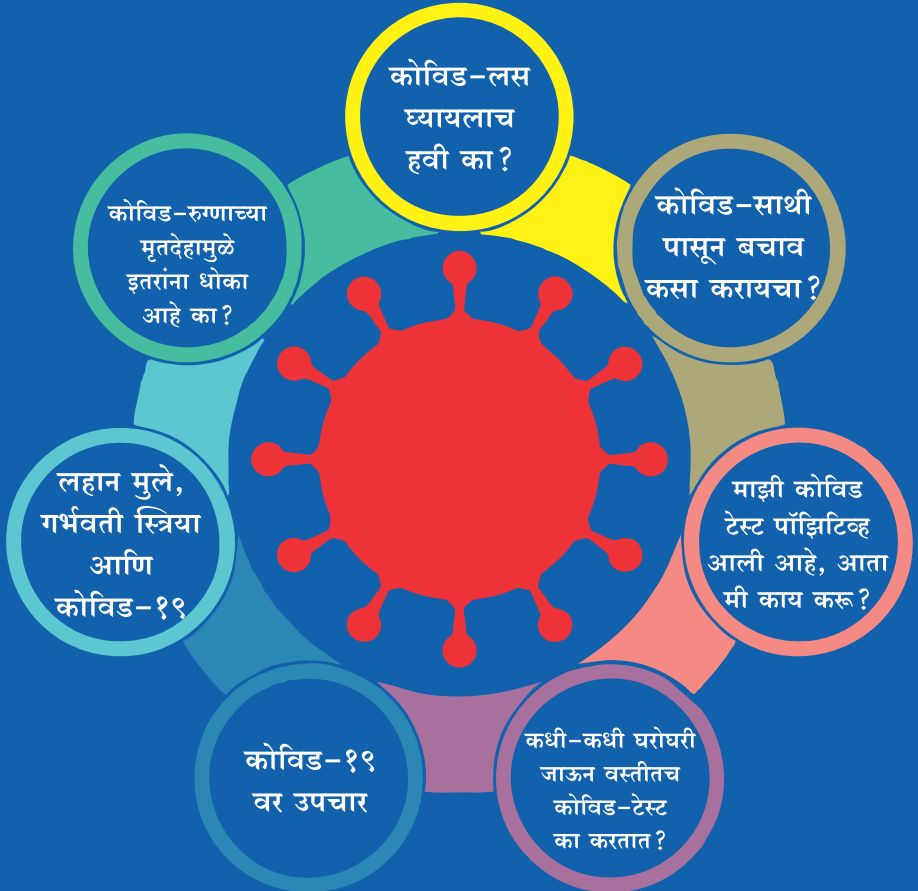 कोविड-लस
घ्यायलाच
हवी का?
कोविड-साथी
पासून बचाव
कसा करायचा?
माझी कोविड
टेस्ट पॉझिटिव्ह
आली आहे, आता
मी काय करू?
कधी-कधी घरोघरी
जाऊन वस्तीतच
कोविड-टेस्ट
का करतात?
कोविड-१९
वर उपचार
लहान मुले,
गर्भवती स्त्रिया
आणि
कोविड-१९
कोविड-रुग्णाच्या
मृतदेहामुळे
इतरांना धोका
आहे का?